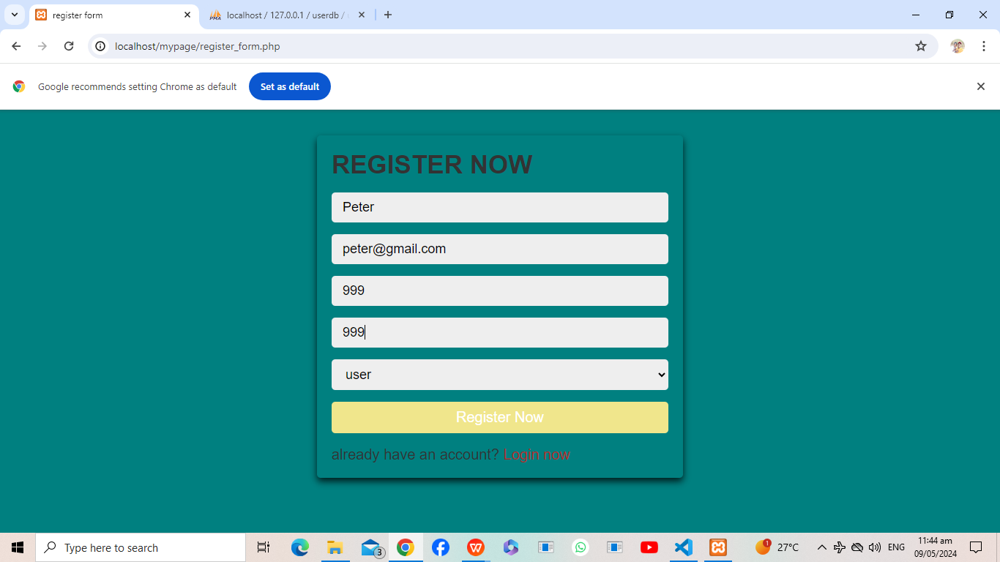 register form
PMA
localhost / 127.0.0.1 / userdb /
localhost/mypage/register_form.php
Google recommends setting Chrome as default
Set as default
REGISTER NOW
Peter
peter@gmail.com
999
999
user
Register Now
already have an account? Login now
Type here to search
3
W
1
27°C
ENG
11:44 am
09/05/2024